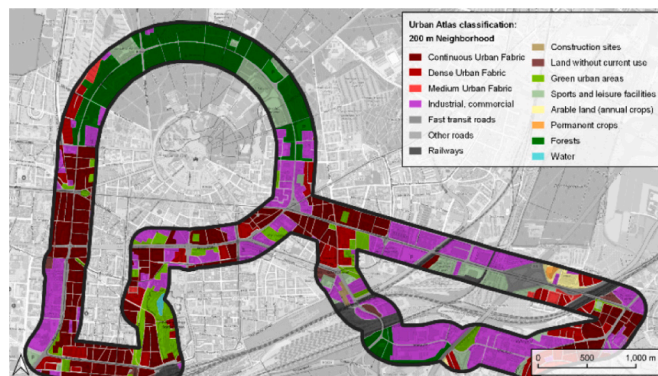 Urban Atlas classification:
200 m Neighborhood
Continuous Urban Fabric
Dense Urban Fabric
Medium Urban Fabric
Industrial, commercial
Fast transit roads
Other roads
Railways
Construction sites
Land without current use
Green urban areas
Sports and leisure facilities
Arable land (annual crops)
Permanent crops
Forests
Water
0 500 1,000 m